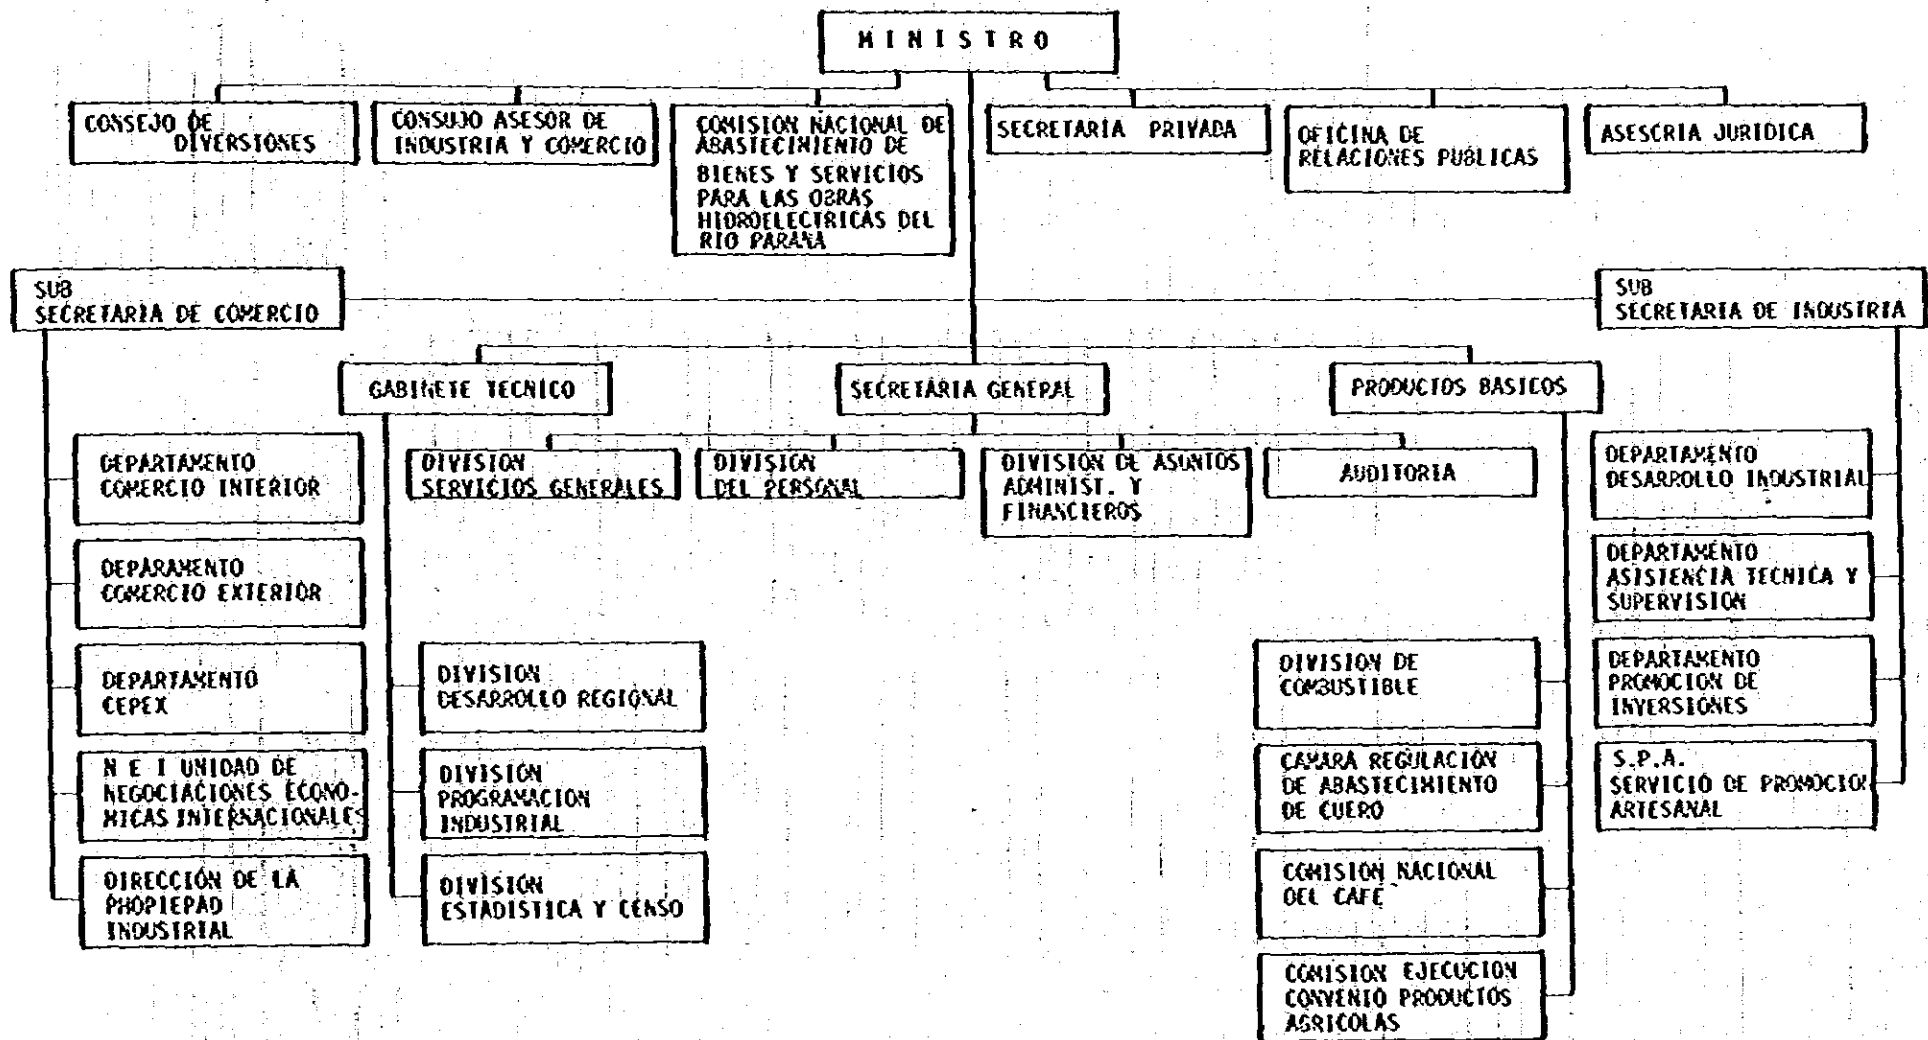 MINISTRO
CONSEJO DE
DIVERSIONES
CONSUJO ASESOR DE
INDUSTRIA Y COMERCIO
COMISION NACIONAL DE
ABASTECIMIENTO DE
BIENES Y SERVICIOS
PARA LAS OBRAS
HIDROELECTRICAS DEL
RIO PARANA
SECRETARIA PRIVADA
OFICINA DE
RELACIONES PUBLICAS
ASESCRIA JURIDICA
SUB
SECRETARIA DE COMERCIO
SUB
SECRETARIA DE INDUSTRIA
GABINETE TECNICO
SECRETARIA GENERAL
PRODUCTOS BASICOS
DEPARTAMENTO
COMERCIO INTERIOR
DIVISION
SERVICIOS GENERALES
DIVISION
DEL PERSONAL
DIVISION DE ASUNTOS
ADMINIST. Y
FINANCIEROS
AUDITORIA
DEPARTAMENTO
DESARROLLO INDUSTRIAL
DEPARAMENTO
COMERCIO EXTERIOR
DEPARTAMENTO
ASISTENCIA TECNICA Y
SUPERVISION
DEPARTAMENTO
CEPEX
DIVISION
DESARROLLO REGIONAL
DIVISION DE
COMBUSTIBLE
DEPARTAMENTO
PROMOCION DE
INVERSIONES
N E I UNIDAD DE
NEGOCIACIONES ECONO-
MICAS INTERNACIONALES
DIVISION
PROGRAMACION
INDUSTRIAL
CAMARA REGULACION
DE ABASTECIMIENTO
DE CUERO
S.P.A.
SERVICIO DE PROMOCION
ARTESANAL
DIRECCIÓN DE LA
PHOPIEPAD
INDUSTRIAL
DIVISION
ESTADISTICA Y CENSO
COMISION NACIONAL
DEL CAFE
COMISION EJECUCION
CONVENIO PRODUCTOS
AGRICOLAS